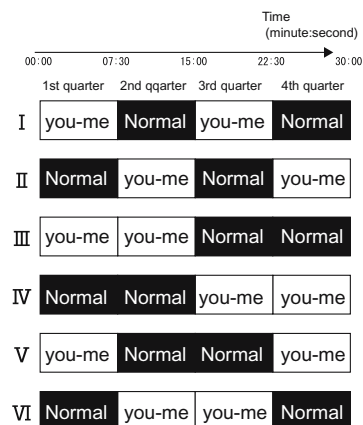 Time
(minute:second)
00:00 07:30 15:00 22:30 30:00
1st quarter 2nd qqarter 3rd quarter 4th quarter
I you-me Normal you-me Normal
II Normal you-me Normal you-me
III you-me you-me Normal Normal
IV Normal Normal you-me you-me
V you-me Normal Normal you-me
VI Normal you-me you-me Normal